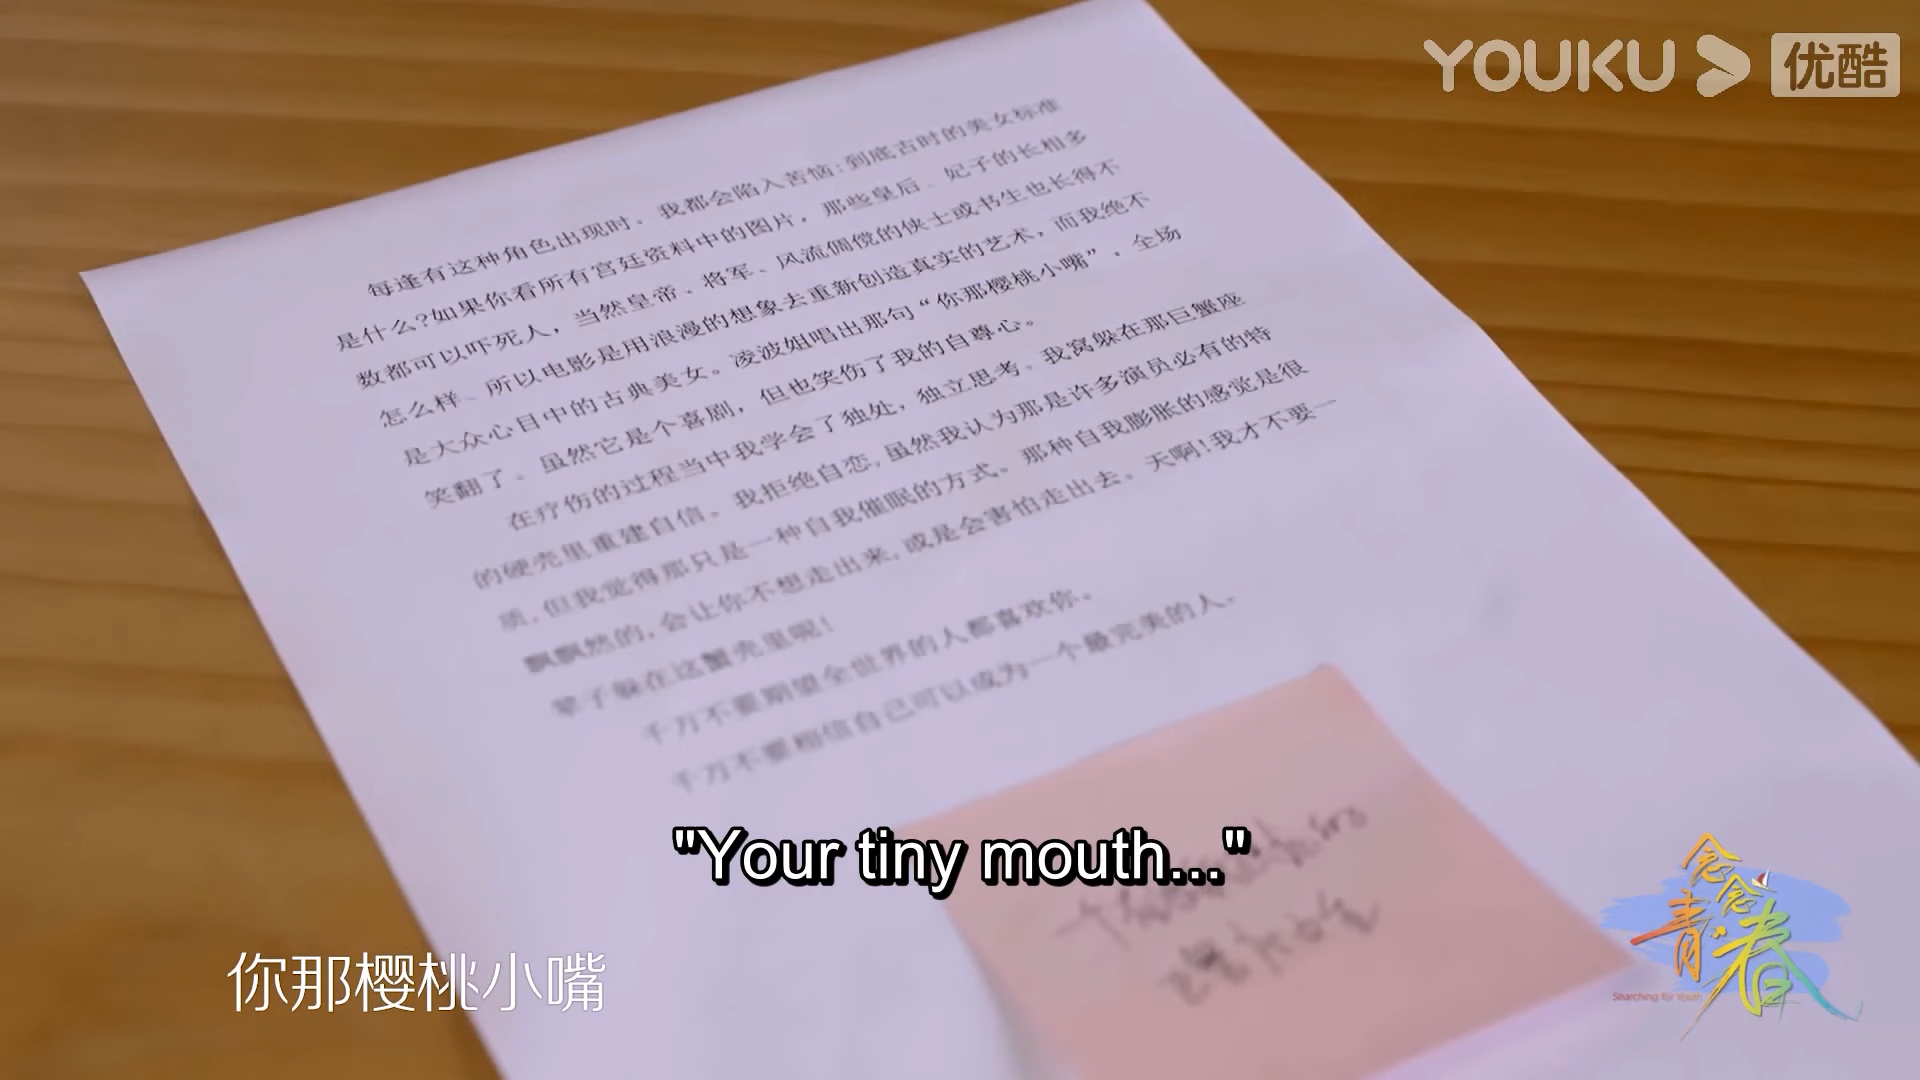 YOUKU 优酷
每逢有这种角色出现时，我都会陷入苦恼:到底古时的美女标准
是什么?如果你看所有宫廷资料中的图片，那些皇后、妃子的长相多
数都可以吓死人，当然皇帝、将军、风流倜傥的侠士或书生也长得不
怎么样、所以电影是用浪漫的想象去重新创造真实的艺术，而我绝不
是大众心目中的古典美女。凌波姐唱出那句“你那樱桃小嘴”，全场
笑翻了。虽然它是个喜剧，但也笑伤了我的自尊心。
在疗伤的过程当中我学会了独处，独立思考、我窝躲在那巨蟹座
的硬壳里重建自信。我拒绝自恋,虽然我认为那是许多演员必有的特
质,但我觉得那只是一种自我催眠的方式。那种自我膨胀的感觉是很
飘飘然的,会让你不想走出来,或是会害怕走出去。天啊!我才不要一
辈子躲在这蟹壳里呢!
千万不要期望全世界的人都喜欢你。
千万不要相信自己可以成为一个最完美的人。
"Your tiny mouth..."
你那樱桃小嘴
念念青春
Searching for Youth